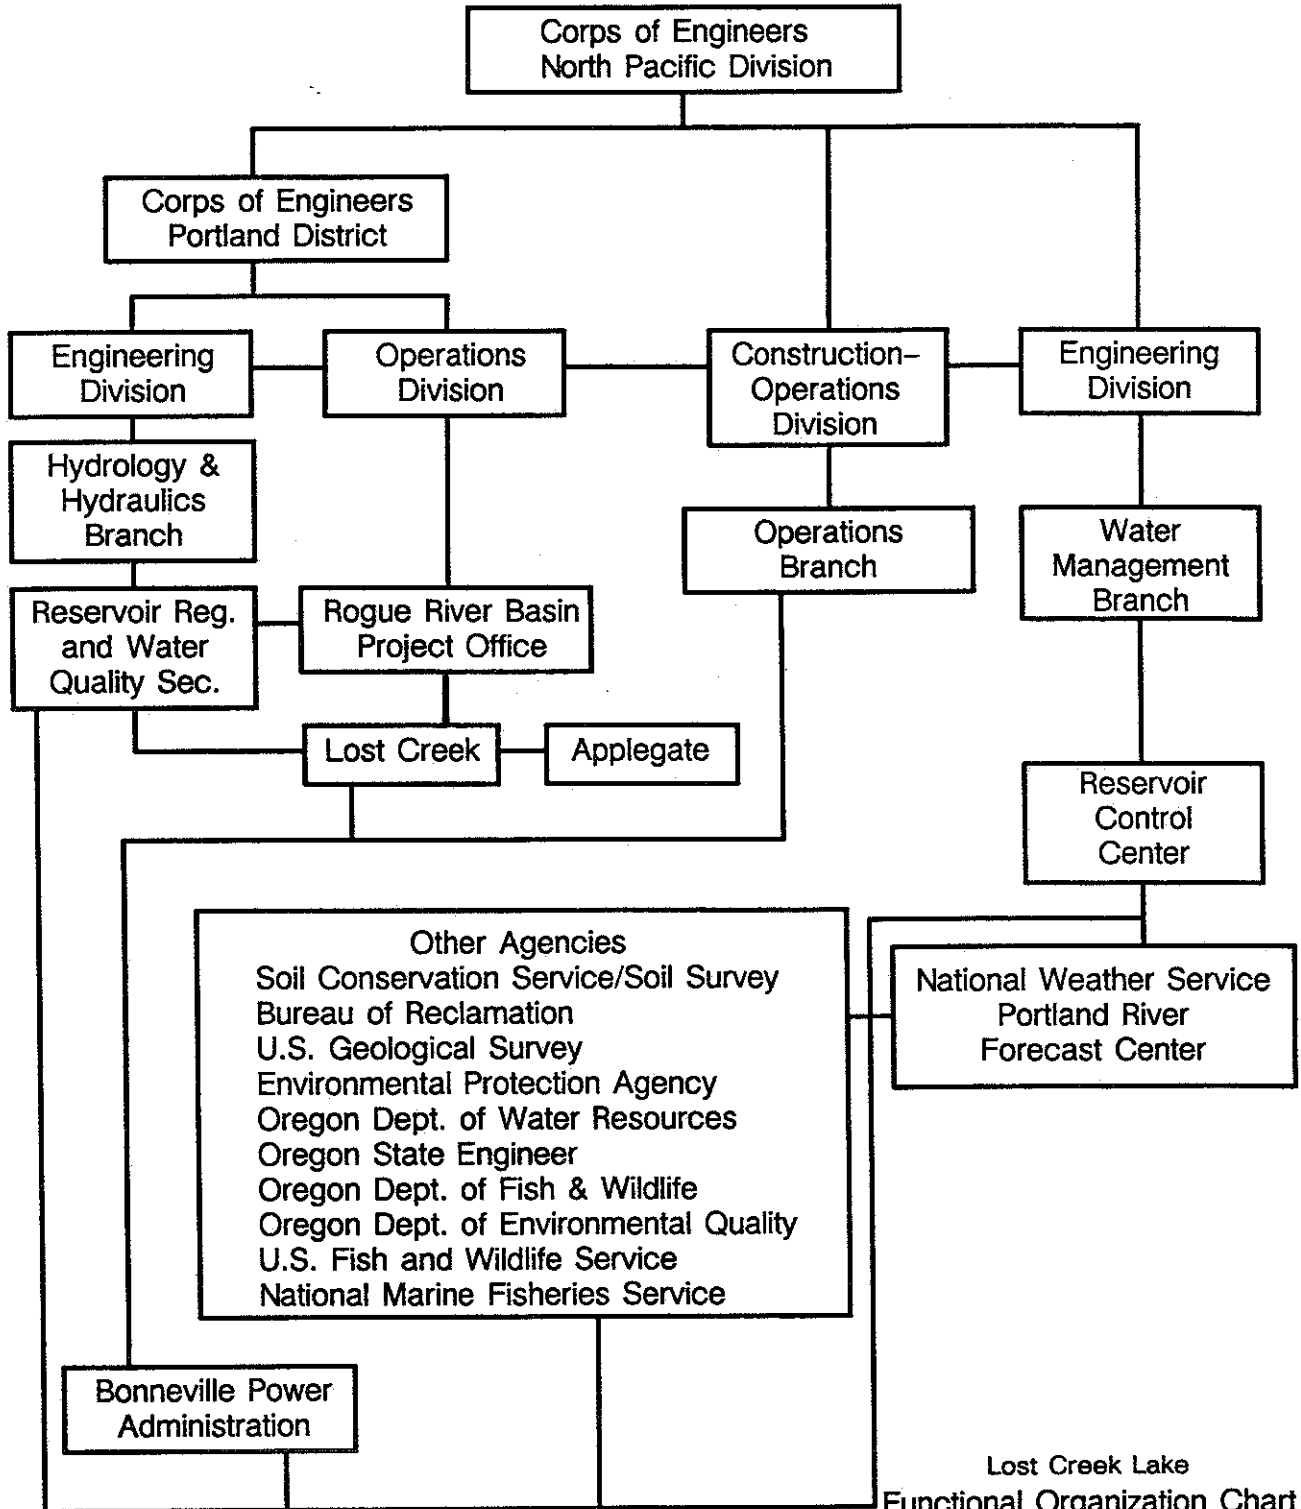 Corps of Engineers
North Pacific Division
Corps of Engineers
Portland District
Engineering
Division
Operations
Division
Construction–
Operations
Division
Engineering
Division
Hydrology &
Hydraulics
Branch
Operations
Branch
Water
Management
Branch
Reservoir Reg.
and Water
Quality Sec.
Rogue River Basin
Project Office
Lost Creek
Applegate
Reservoir
Control
Center
Other Agencies
Soil Conservation Service/Soil Survey
Bureau of Reclamation
U.S. Geological Survey
Environmental Protection Agency
Oregon Dept. of Water Resources
Oregon State Engineer
Oregon Dept. of Fish & Wildlife
Oregon Dept. of Environmental Quality
U.S. Fish and Wildlife Service
National Marine Fisheries Service
National Weather Service
Portland River
Forecast Center
Bonneville Power
Administration
Lost Creek Lake
Functional Organization Chart